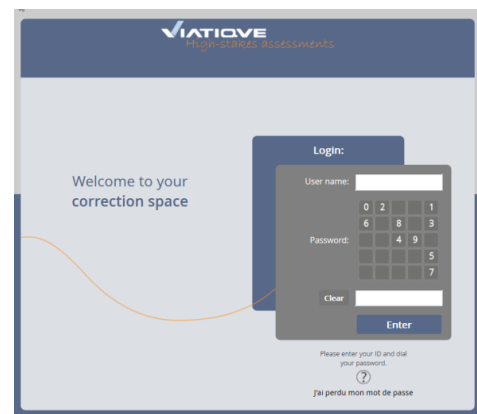 VIATIQVE
High-stakes assessments
Login:
Welcome to your
correction space
User name:
Password:
0 2 1
6 8 3
4 9
5
7
Clear
Enter
Please enter your ID and dial
your password.
?
J'ai perdu mon mot de passe